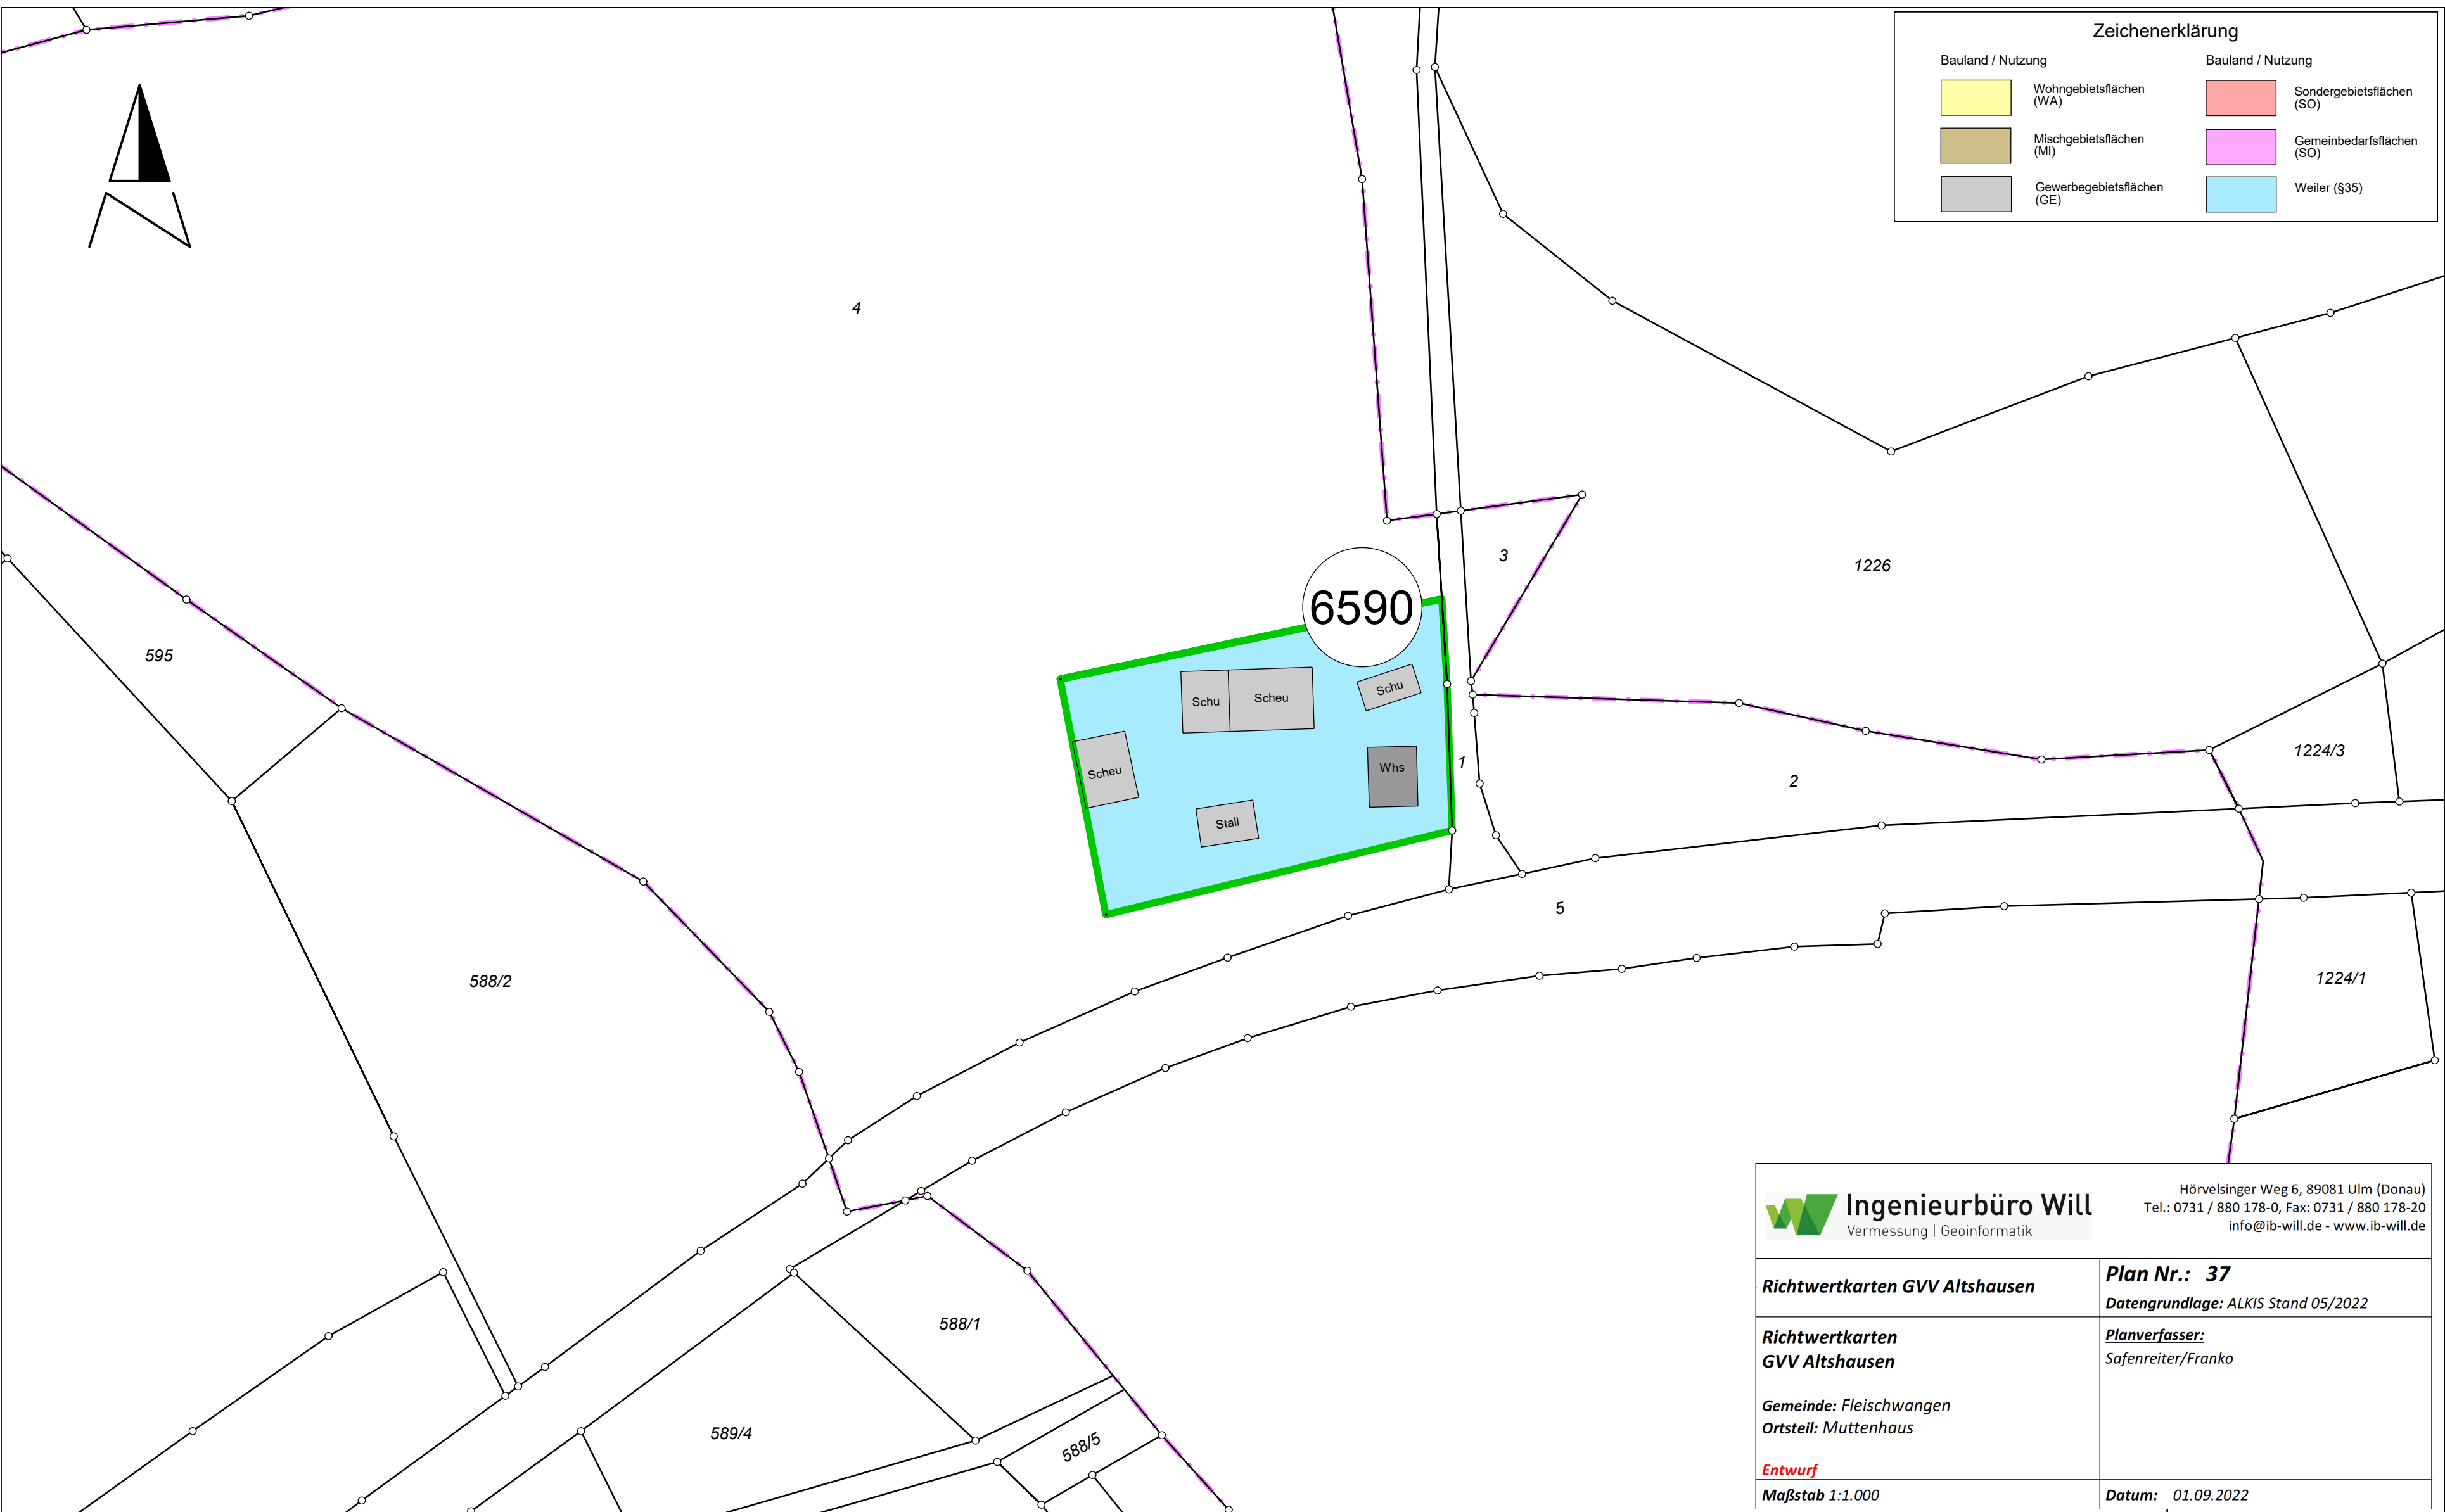 Zeichenerklärung
Bauland / Nutzung
Bauland / Nutzung
Wohngebietsflächen
(WA)
Sondergebietsflächen
(SO)
Mischgebietsflächen
(MI)
Gemeinbedarfsflächen
(SO)
Gewerbegebietsflächen
(GE)
Weiler (§35)
4
3
1226
6590
595
Schu
Scheu
Schu
Scheu
Whs
Stall
1
2
1224/3
5
588/2
1224/1
588/1
589/4
588/5
Ingenieurbüro Will
Vermessung | Geoinformatik
Hörvelsinger Weg 6, 89081 Ulm (Donau)
Tel.: 0731 / 880 178-0, Fax: 0731 / 880 178-20
info@ib-will.de - www.ib-will.de
Richtwertkarten GVV Altshausen
Plan Nr.: 37
Datengrundlage: ALKIS Stand 05/2022
Richtwertkarten
GVV Altshausen
Planverfasser:
Safenreiter/Franko
Gemeinde: Fleischwangen
Ortsteil: Muttenhaus
Entwurf
Maßstab 1:1.000
Datum: 01.09.2022